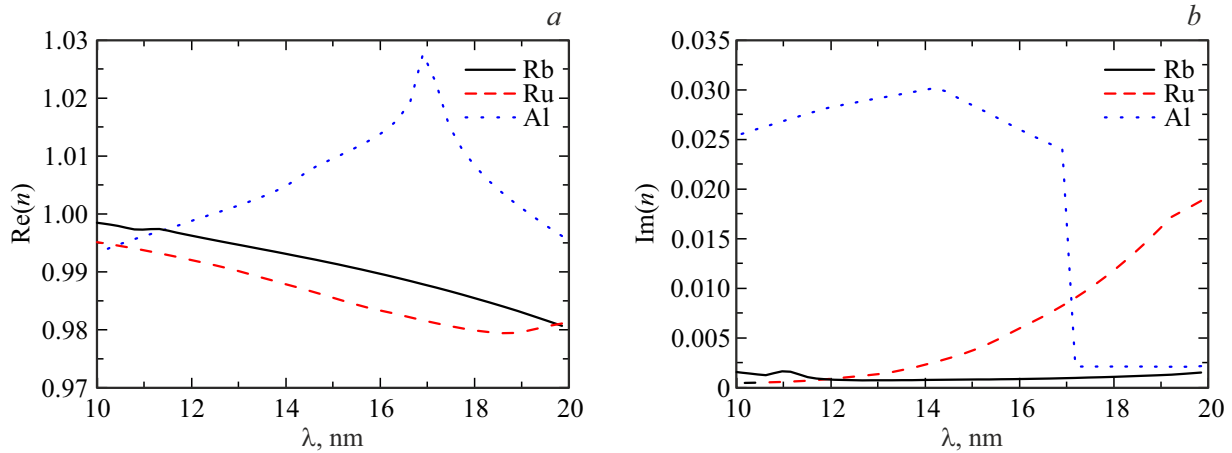 a
1.03
1.02
1.01
1.00
0.99
0.98
0.97
Re(n)
Rb
Ru
Al
10
12
14
16
18
20
λ, nm
b
0.035
0.030
0.025
0.020
0.015
0.010
0.005
0
Im(n)
Rb
Ru
Al
10
12
14
16
18
20
λ, nm